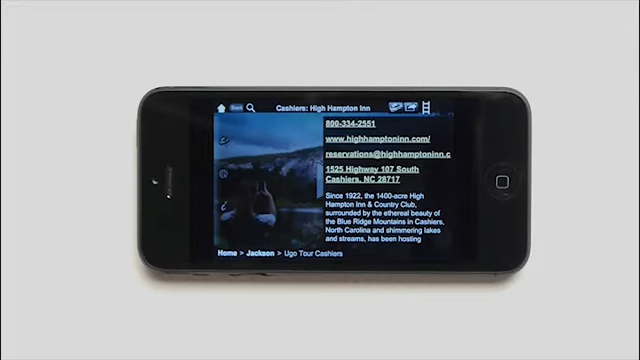 Back
Cashiers: High Hampton Inn
800-334-2551
www.highhamptoninn.com/
reservations@highhamptoninn.c
1525 Highway 107 South
Cashiers, NC 28717
Since 1922, the 1400-acre High
Hampton Inn & Country Club,
surrounded by the ethereal beauty of
the Blue Ridge Mountains in Cashiers,
North Carolina and shimmering lakes
and streams, has been hosting
Home > Jackson > Ugo Tour Cashiers